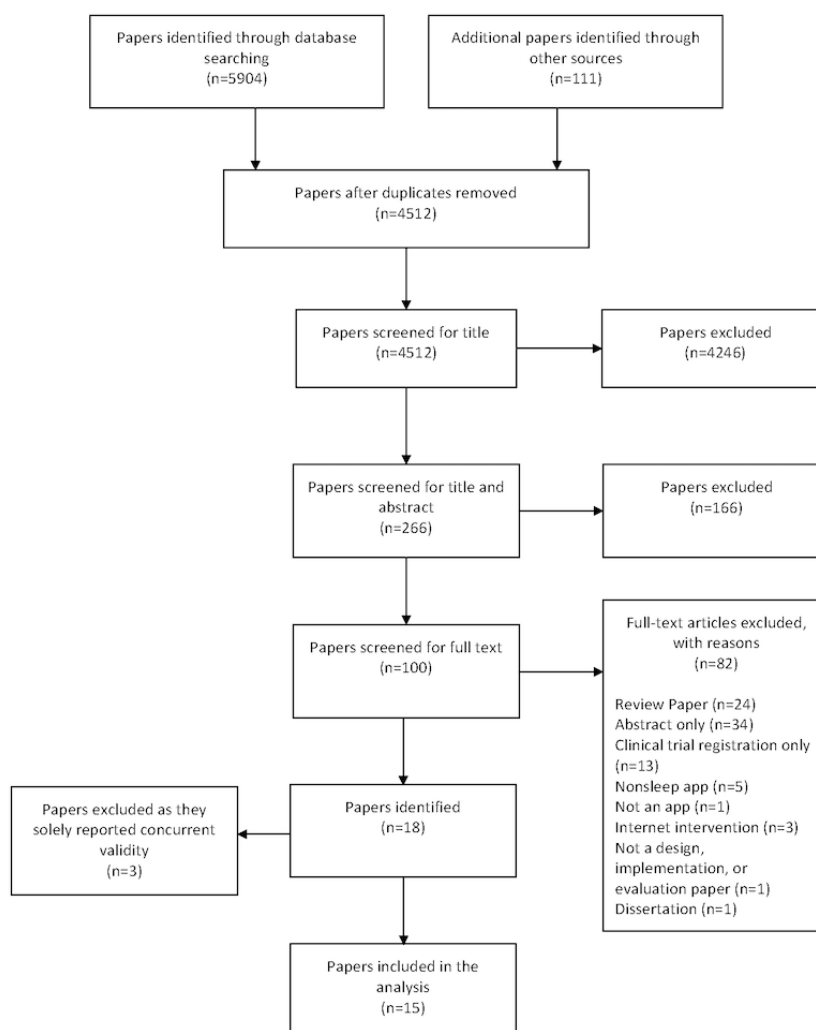 Papers identified through database
searching
(n=5904)
Additional papers identified through
other sources
(n=111)
Papers after duplicates removed
(n=4512)
Papers screened for title
(n=4512)
Papers excluded
(n=4246)
Papers screened for title and
abstract
(n=266)
Papers excluded
(n=166)
Papers screened for full text
(n=100)
Full-text articles excluded,
with reasons
(n=82)
Review Paper (n=24)
Abstract only (n=34)
Clinical trial registration only
(n=13)
Nonsleep app (n=5)
Not an app (n=1)
Internet intervention (n=3)
Not a design,
implementation, or
evaluation paper (n=1)
Dissertation (n=1)
Papers identified
(n=18)
Papers excluded as they
solely reported concurrent
validity
(n=3)
Papers included in the
analysis
(n=15)